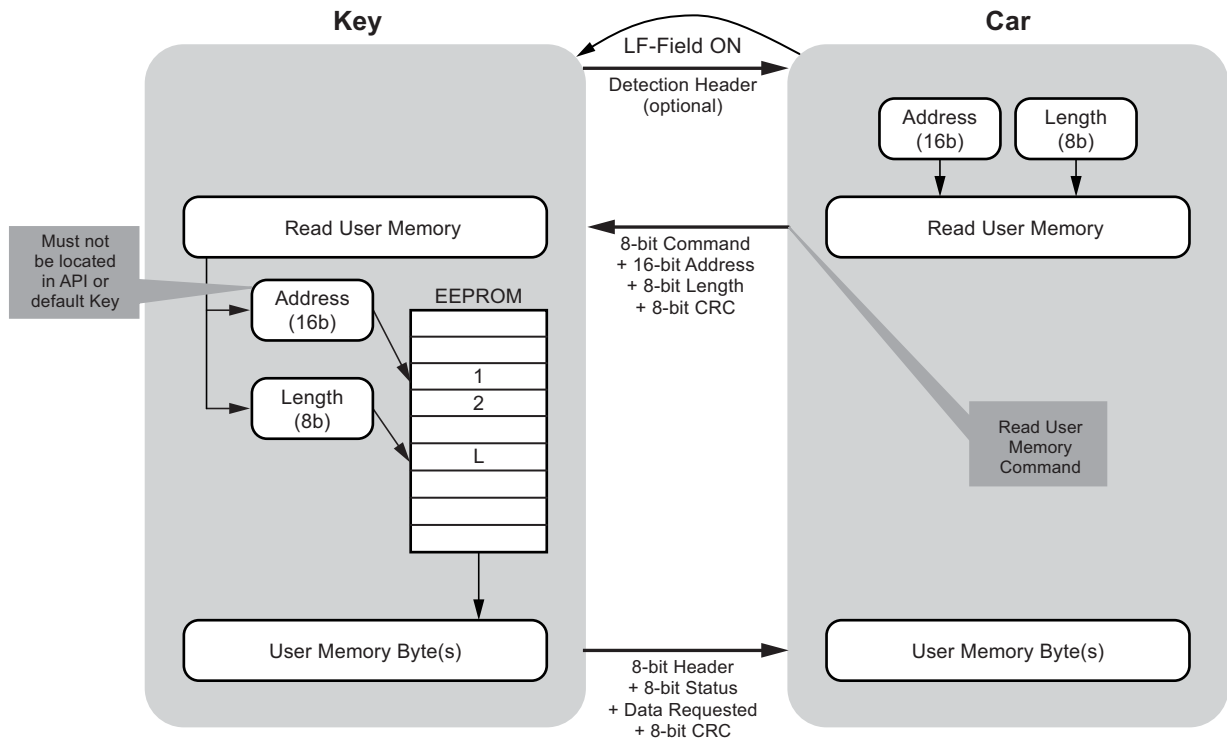 Key
Car
LF-Field ON
Detection Header
(optional)
Address
(16b)
Length
(8b)
Read User Memory
Read User Memory
Must not
be located
in API or
default Key
8-bit Command
+ 16-bit Address
+ 8-bit Length
+ 8-bit CRC
Address
(16b)
EEPROM
1
2
L
Length
(8b)
Read User
Memory
Command
User Memory Byte(s)
User Memory Byte(s)
8-bit Header
+ 8-bit Status
+ Data Requested
+ 8-bit CRC